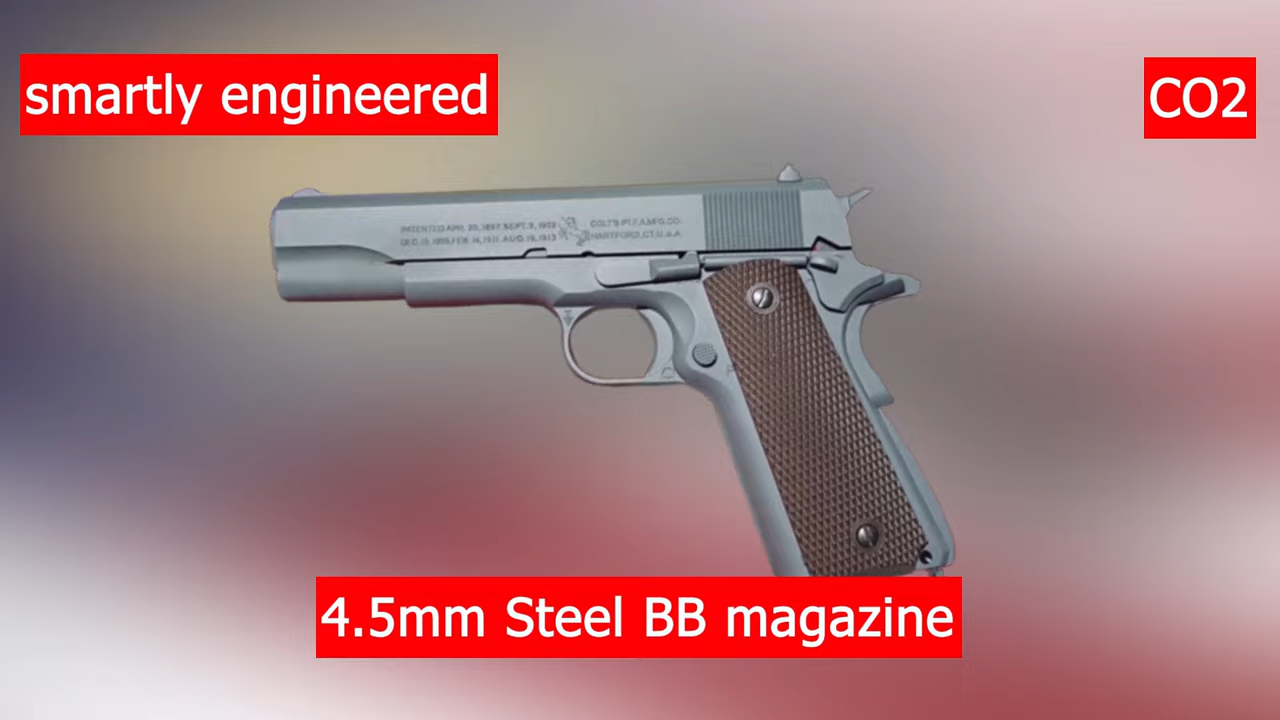 smartly engineered
CO2
PATENTED APR. 20, 1897. SEPT. 9, 1902
DEC. 19, 1905, FEB. 14, 1911. AUG. 19, 1913
COLT'S PT. F.A. MFG. CO.
HARTFORD, CT. U.S.A.
4.5mm Steel BB magazine